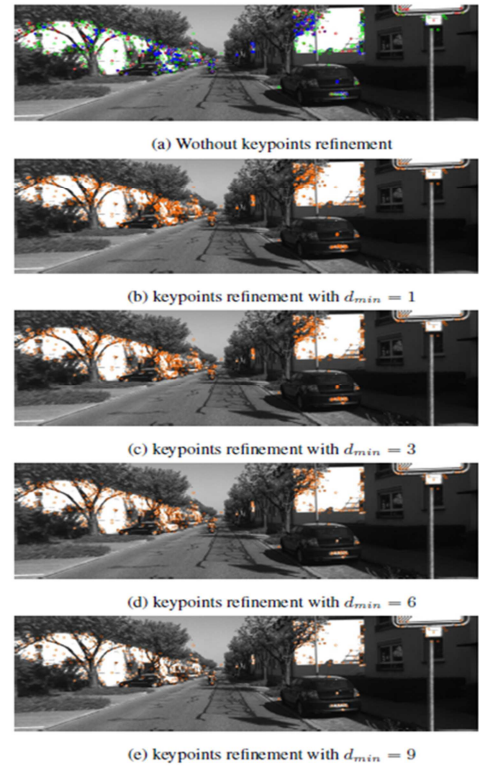 (a) Wothout keypoints refinement
(b) keypoints refinement with d_min = 1
(c) keypoints refinement with d_min = 3
(d) keypoints refinement with d_min = 6
(e) keypoints refinement with d_min = 9